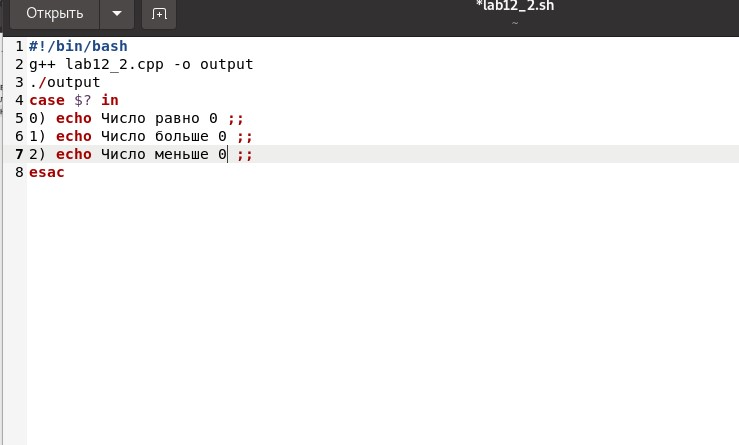 Открыть
*lab12_2.sh
~
1 #!/bin/bash
2 g++ lab12_2.cpp -o output
3 ./output
4 case $? in
5 0) echo Число равно 0 ;;
6 1) echo Число больше 0 ;;
7 2) echo Число меньше 0 ;;
8 esac